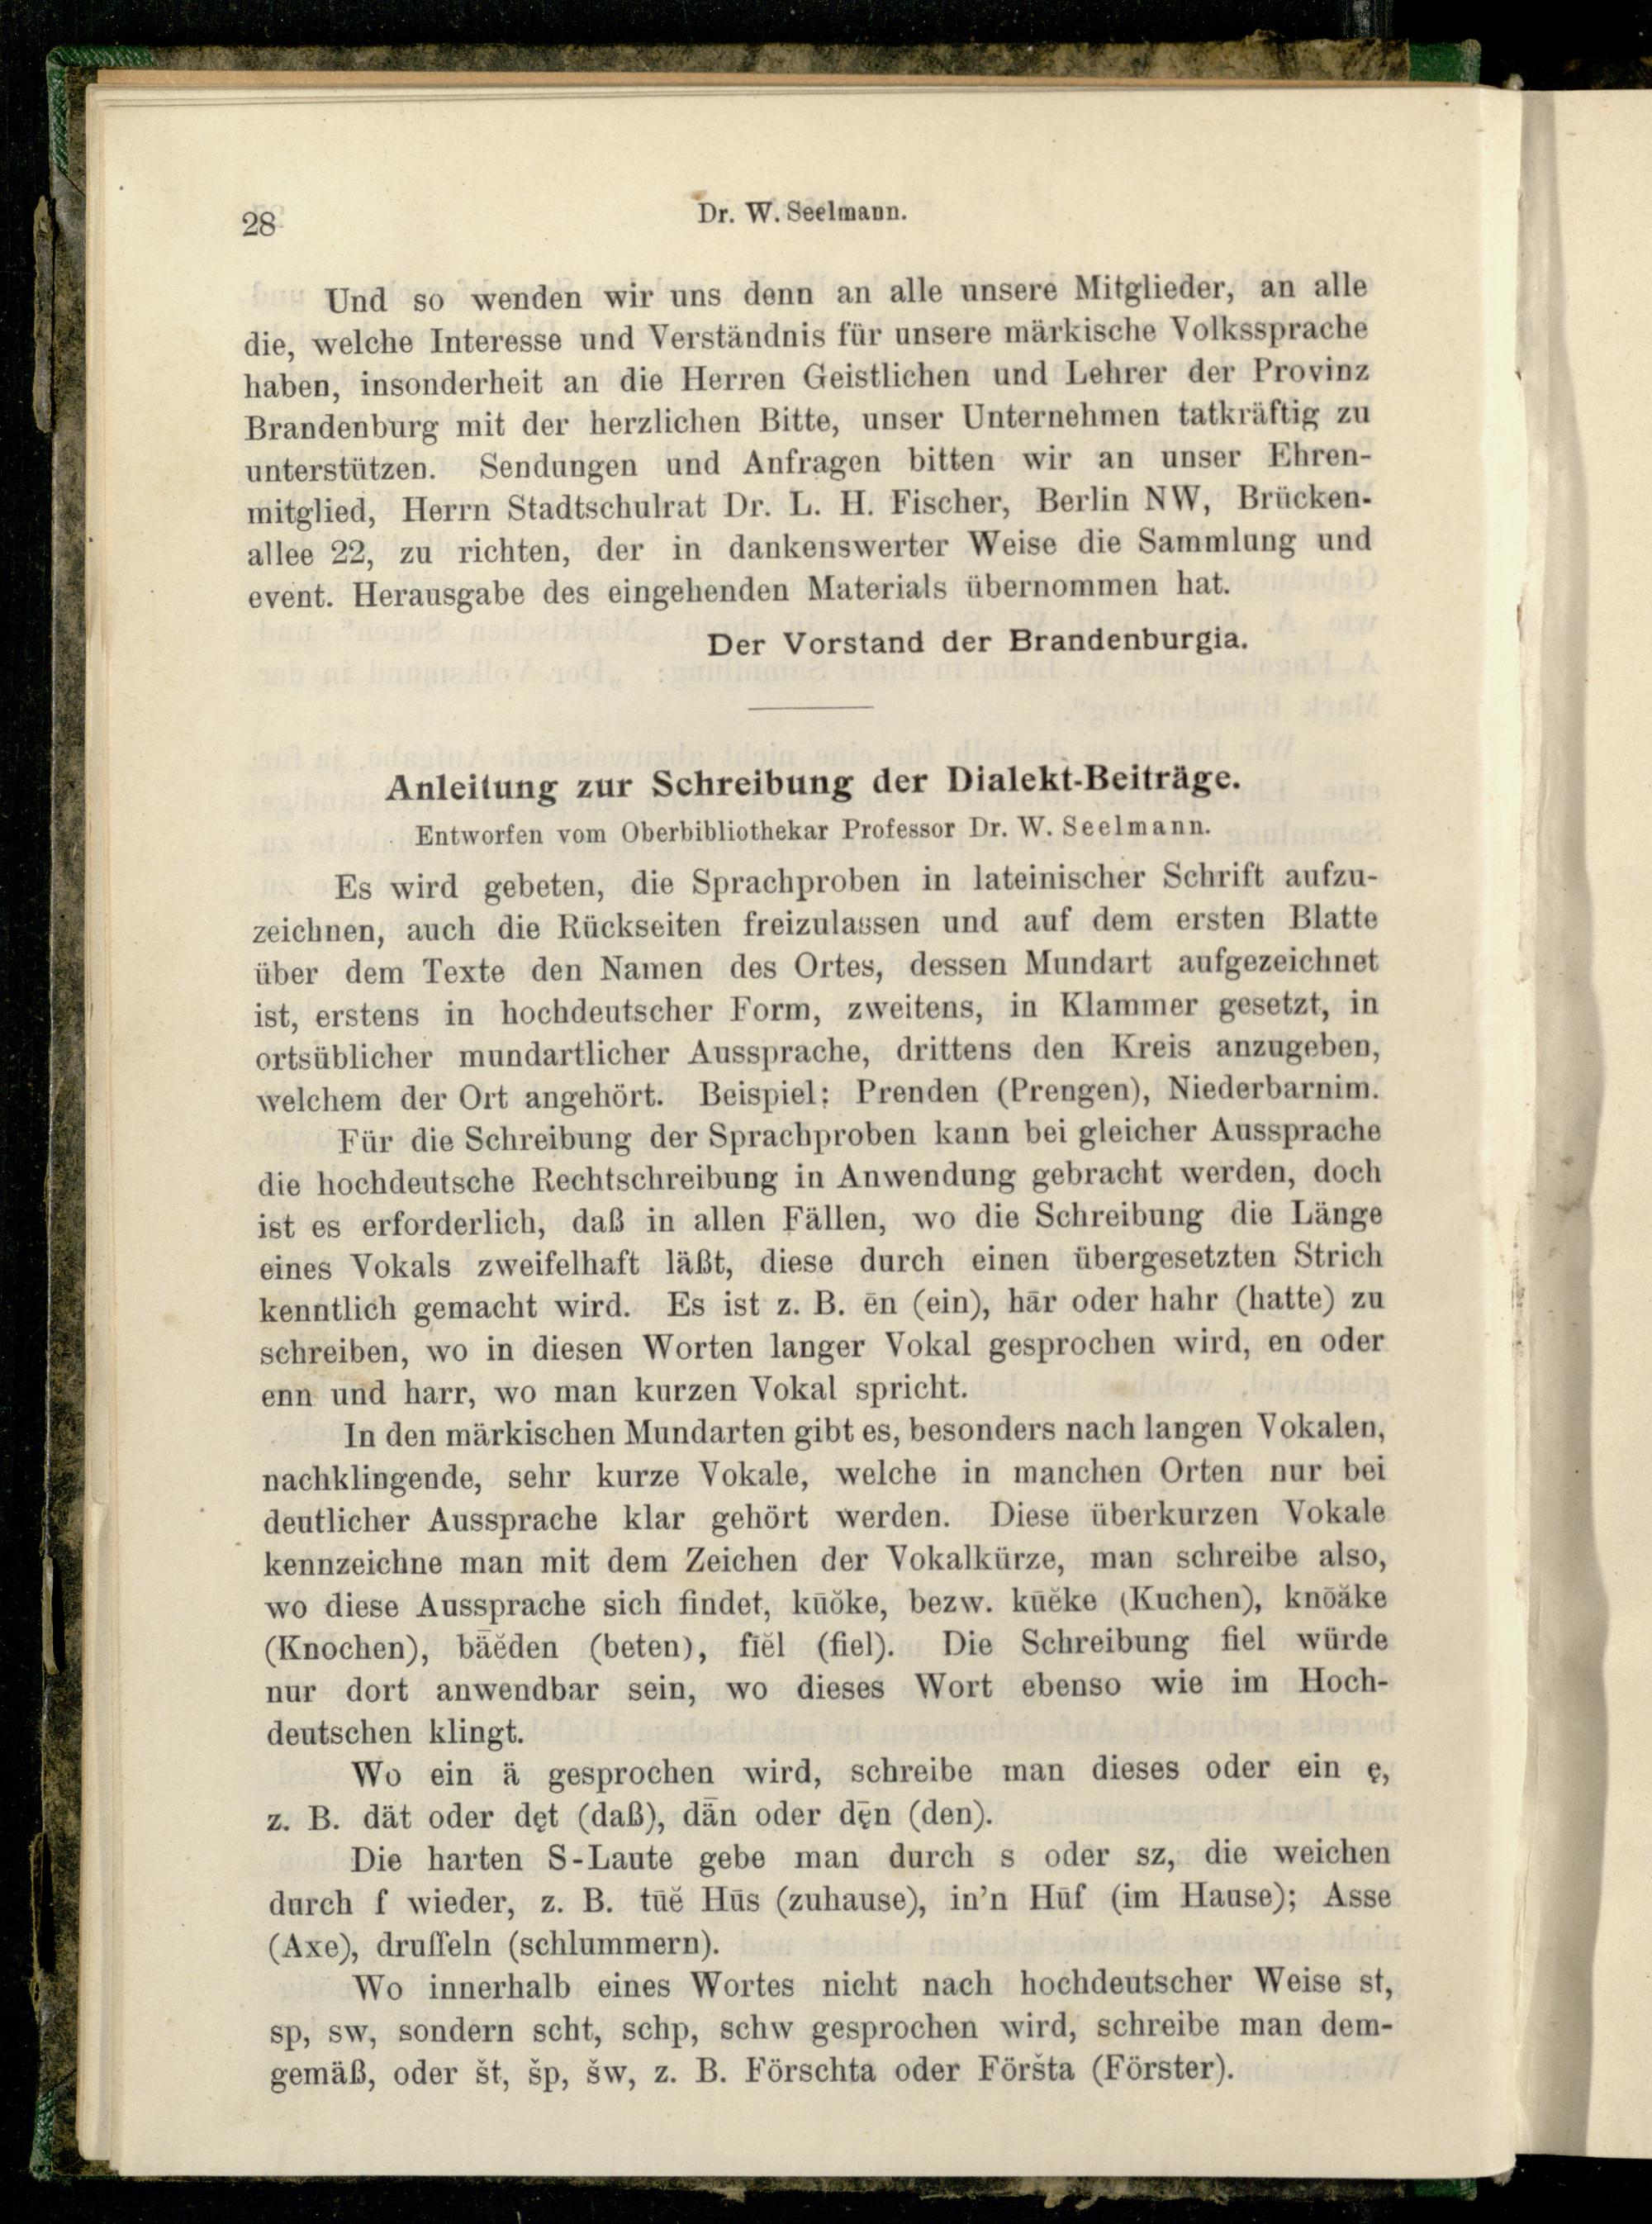 28
Dr. W. Seelmann.
Und so wenden wir uns denn an alle unsere Mitglieder, an alle
die, welche Interesse und Verständnis für unsere märkische Volkssprache
haben, insonderheit an die Herren Geistlichen und Lehrer der Provinz
Brandenburg mit der herzlichen Bitte, unser Unternehmen tatkräftig zu
unterstützen. Sendungen und Anfragen bitten wir an unser Ehren-
mitglied, Herrn Stadtschulrat Dr. L. H. Fischer, Berlin NW, Brücken-
allee 22, zu richten, der in dankenswerter Weise die Sammlung und
event. Herausgabe des eingehenden Materials übernommen hat.
Der Vorstand der Brandenburgia.
Anleitung zur Schreibung der Dialekt-Beiträge.
Entworfen vom Oberbibliothekar Professor Dr. W. Seelmann.
Es wird gebeten, die Sprachproben in lateinischer Schrift aufzu-
zeichnen, auch die Rückseiten freizulassen und auf dem ersten Blatte
über dem Texte den Namen des Ortes, dessen Mundart aufgezeichnet
ist, erstens in hochdeutscher Form, zweitens, in Klammer gesetzt, in
ortsüblicher mundartlicher Aussprache, drittens den Kreis anzugeben,
welchem der Ort angehört. Beispiel: Prenden (Prengen), Niederbarnim.
Für die Schreibung der Sprachproben kann bei gleicher Aussprache
die hochdeutsche Rechtschreibung in Anwendung gebracht werden, doch
ist es erforderlich, daß in allen Fällen, wo die Schreibung die Länge
eines Vokals zweifelhaft läßt, diese durch einen übergesetzten Strich
kenntlich gemacht wird. Es ist z. B. ēn (ein), hār oder hahr (hatte) zu
schreiben, wo in diesen Worten langer Vokal gesprochen wird, en oder
enn und harr, wo man kurzen Vokal spricht.
In den märkischen Mundarten gibt es, besonders nach langen Vokalen,
nachklingende, sehr kurze Vokale, welche in manchen Orten nur bei
deutlicher Aussprache klar gehört werden. Diese überkurzen Vokale
kennzeichne man mit dem Zeichen der Vokalkürze, man schreibe also,
wo diese Aussprache sich findet, kūŏke, bezw. kūĕke (Kuchen), knōăke
(Knochen), bǟĕden (beten), fīĕl (fiel). Die Schreibung fiel würde
nur dort anwendbar sein, wo dieses Wort ebenso wie im Hoch-
deutschen klingt.
Wo ein ä gesprochen wird, schreibe man dieses oder ein ę,
z. B. dät oder dęt (daß), dǟn oder dę̄n (den).
Die harten S-Laute gebe man durch s oder sz, die weichen
durch ſ wieder, z. B. tūĕ Hūs (zuhause), in'n Hūſ (im Hause); Asse
(Axe), druſſeln (schlummern).
Wo innerhalb eines Wortes nicht nach hochdeutscher Weise st,
sp, sw, sondern scht, schp, schw gesprochen wird, schreibe man dem-
gemäß, oder št, šp, šw, z. B. Förschta oder Föršta (Förster).